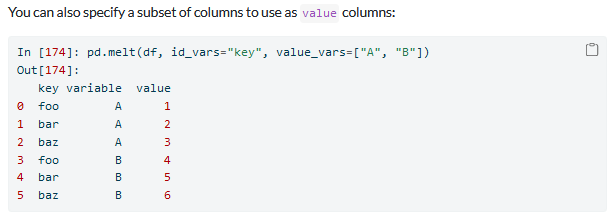 You can also specify a subset of columns to use as value columns:
In [174]: pd.melt(df, id_vars="key", value_vars=["A", "B"])
Out[174]:
   key variable  value
0  foo        A      1
1  bar        A      2
2  baz        A      3
3  foo        B      4
4  bar        B      5
5  baz        B      6